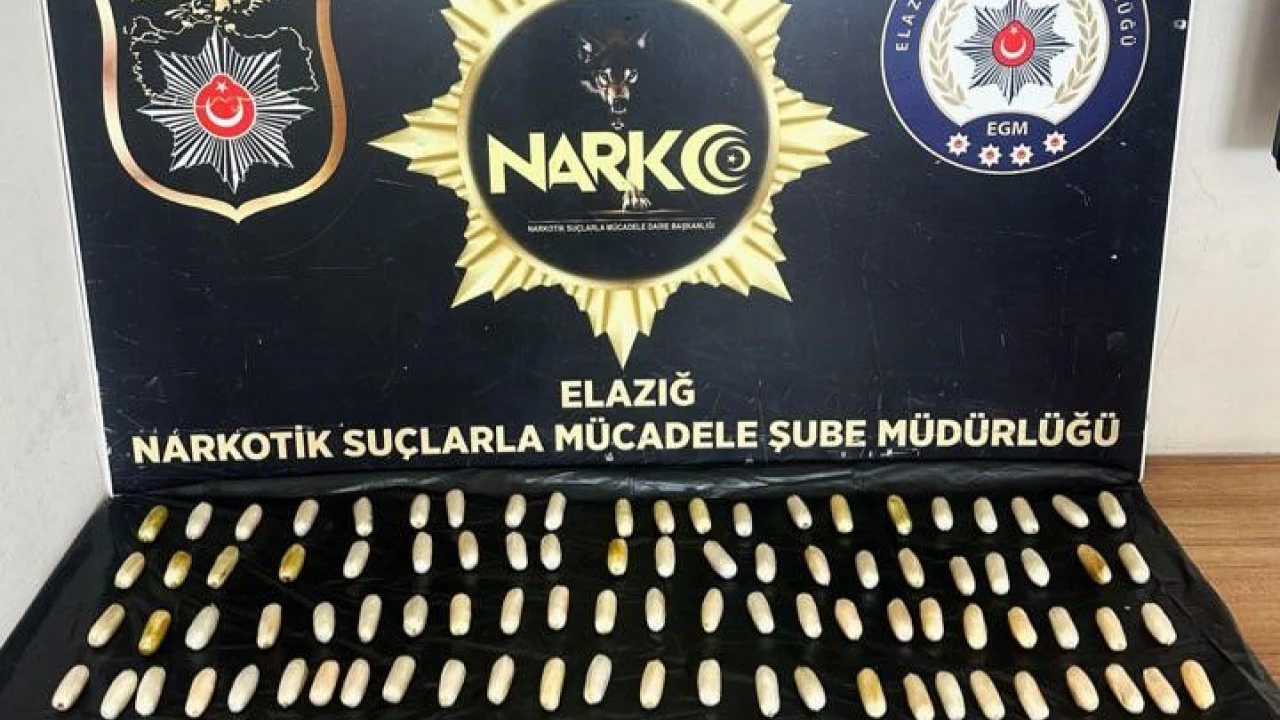 NARKO
NARKOTİK SUÇLARLA MÜCADELE DAİRE BAŞKANLIĞI
EGM
ELAZIĞ
NARKOTİK SUÇLARLA MÜCADELE ŞUBE MÜDÜRLÜĞÜ